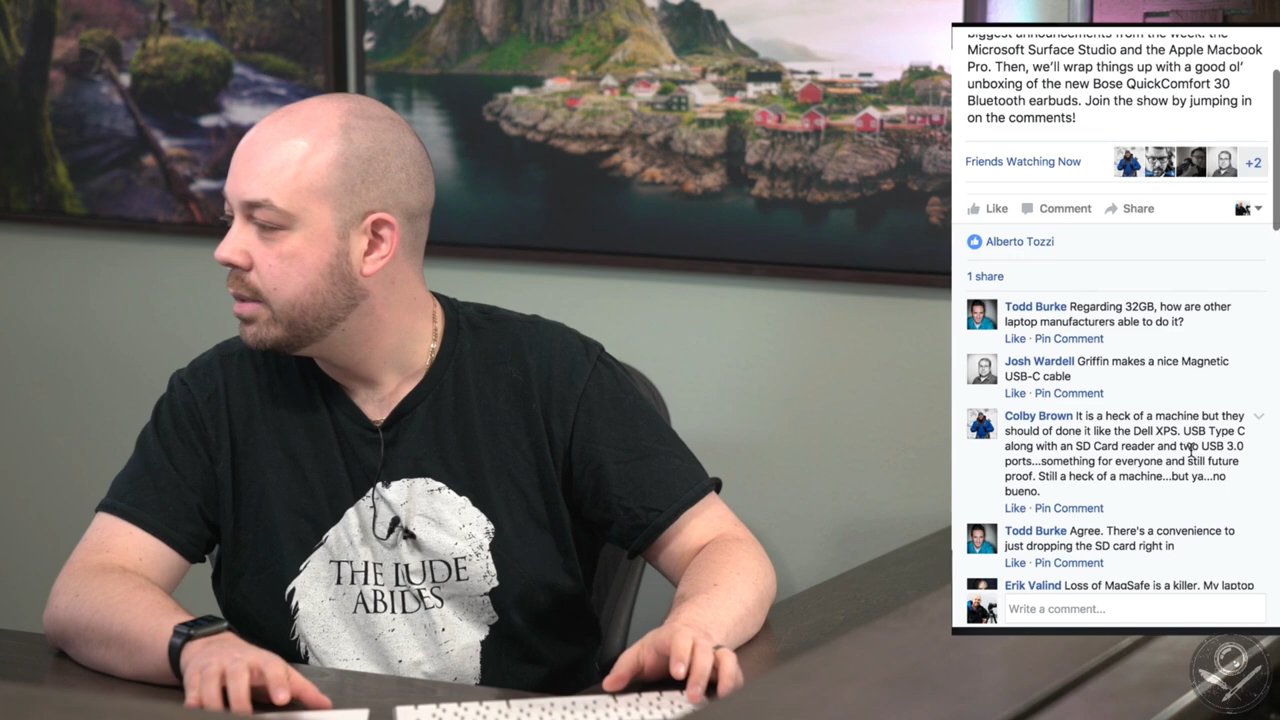 biggest announcements from the week: the
Microsoft Surface Studio and the Apple Macbook
Pro. Then, we'll wrap things up with a good ol'
unboxing of the new Bose QuickComfort 30
Bluetooth earbuds. Join the show by jumping in
on the comments!
Friends Watching Now
+2
Like Comment Share
Alberto Tozzi
1 share
Todd Burke Regarding 32GB, how are other
laptop manufacturers able to do it?
Like · Pin Comment
Josh Wardell Griffin makes a nice Magnetic
USB-C cable
Like · Pin Comment
Colby Brown It is a heck of a machine but they
should of done it like the Dell XPS. USB Type C
along with an SD Card reader and two USB 3.0
ports...something for everyone and still future
proof. Still a heck of a machine...but ya...no
bueno.
Like · Pin Comment
Todd Burke Agree. There's a convenience to
just dropping the SD card right in
Like · Pin Comment
Erik Valind Loss of MagSafe is a killer. My laptop
Write a comment...
THE LUDE
ABIDES